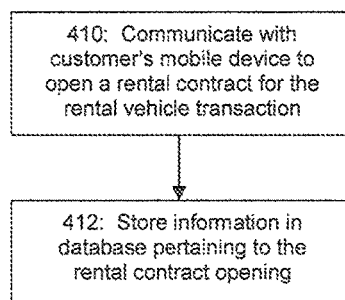 410: Communicate with
customer's mobile device to
open a rental contract for the
rental vehicle transaction
412: Store information in
database pertaining to the
rental contract opening